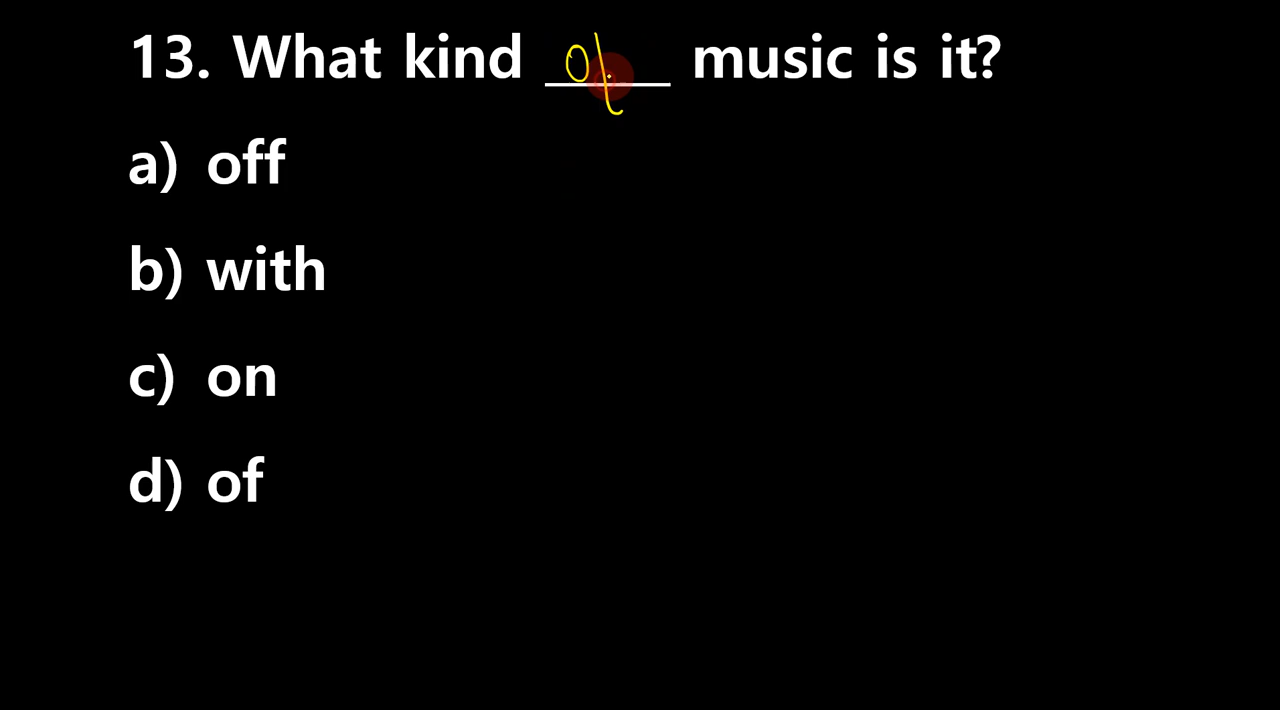 13. What kind of music is it?
a) off
b) with
c) on
d) of